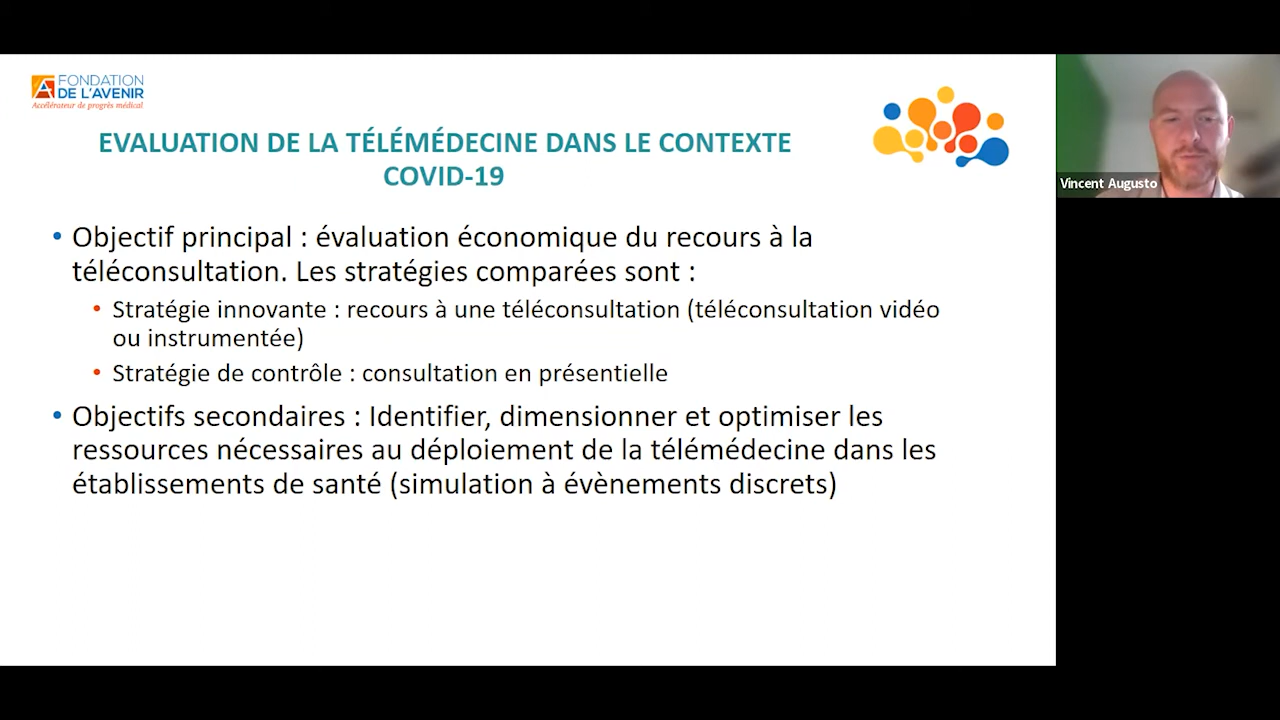 FONDATION
DE L'AVENIR
Accélérateur de progrès médical
EVALUATION DE LA TÉLÉMÉDECINE DANS LE CONTEXTE
COVID-19
• Objectif principal : évaluation économique du recours à la
téléconsultation. Les stratégies comparées sont :
• Stratégie innovante : recours à une téléconsultation (téléconsultation vidéo
ou instrumentée)
• Stratégie de contrôle : consultation en présentielle
• Objectifs secondaires : Identifier, dimensionner et optimiser les
ressources nécessaires au déploiement de la télémédecine dans les
établissements de santé (simulation à évènements discrets)
Vincent Augusto